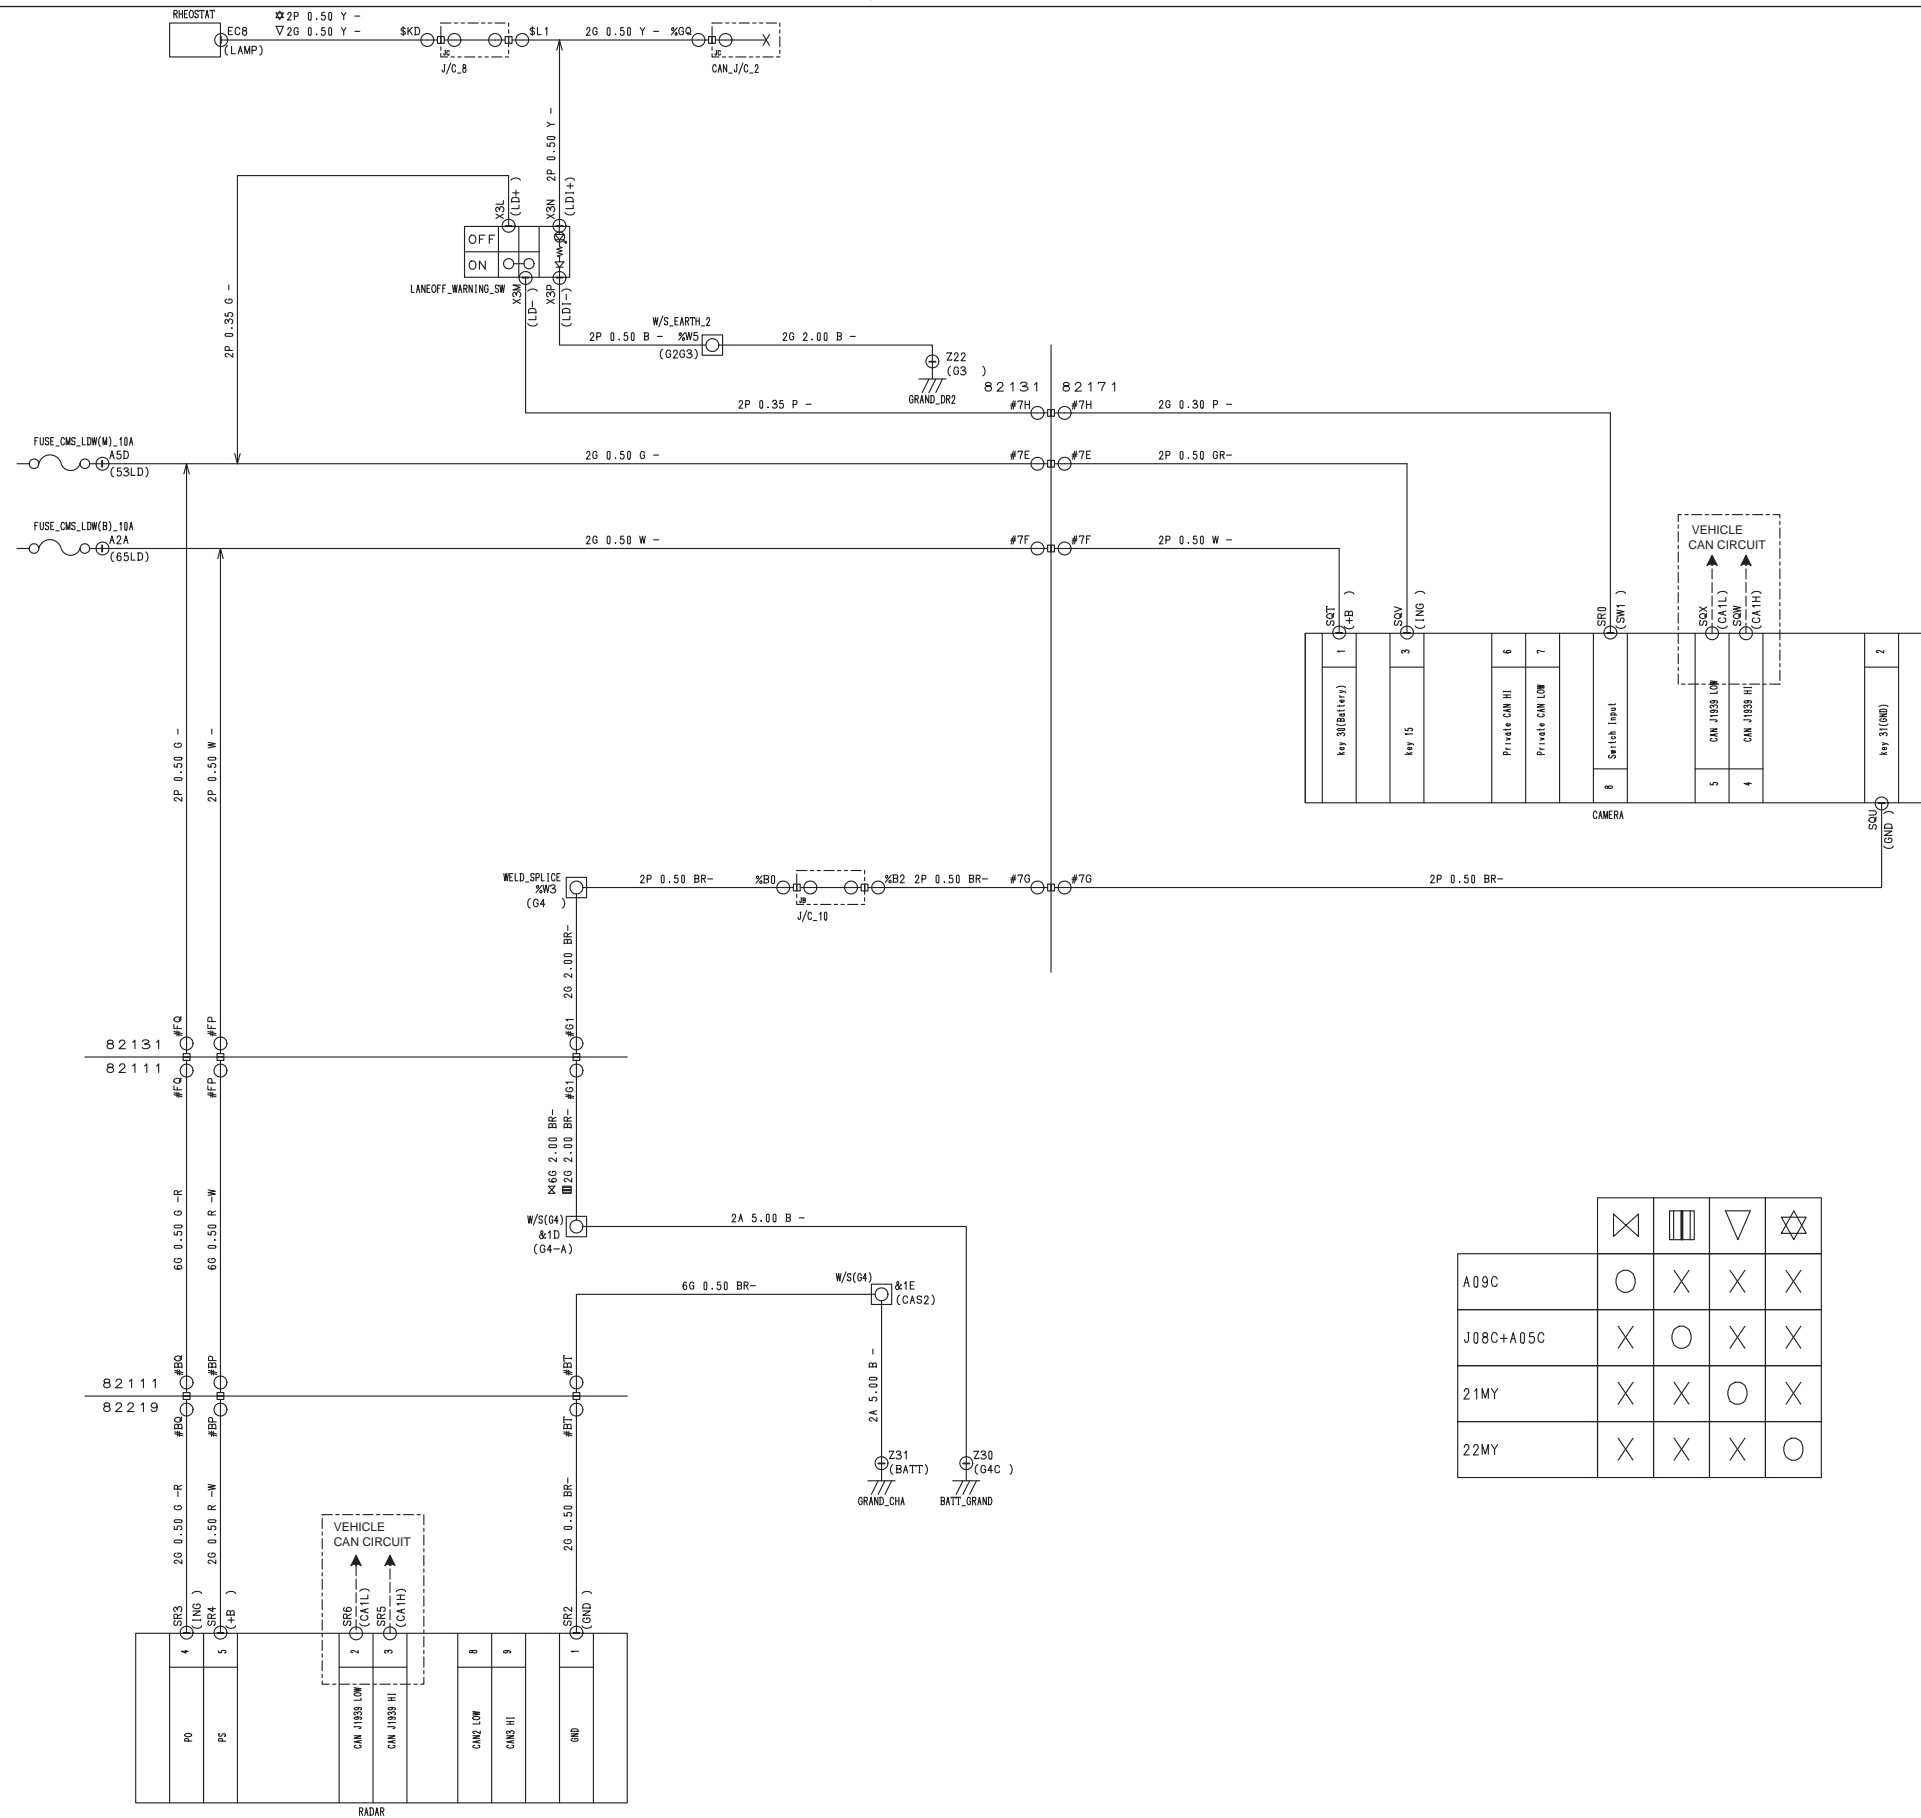 RHEOSTAT
✡2P 0.50 Y -
▽2G 0.50 Y -
EC8
(LAMP)
$KD
JC
J/C_8
$L1
2G 0.50 Y -
%GQ
JC
CAN_J/C_2
2P 0.50 Y -
X3L
(LD+ )
X3N
(LDI+)
OFF
ON
LANEOFF_WARNING_SW
X3M
(LD- )
X3P
(LDI-)
2P 0.35 G -
W/S_EARTH_2
2P 0.50 B -
%W5
(G2G3)
2G 2.00 B -
Z22
(G3 )
GRAND_DR2
82131
82171
2P 0.35 P -
#7H
#7H
2G 0.30 P -
FUSE_CMS_LDW(M)_10A
A5D
(53LD)
2G 0.50 G -
#7E
#7E
2P 0.50 GR-
FUSE_CMS_LDW(B)_10A
A2A
(65LD)
2G 0.50 W -
#7F
#7F
2P 0.50 W -
VEHICLE
CAN CIRCUIT
SQT
(+B )
SQV
(ING )
SR0
(SW1 )
SQX
(CA1L)
SQW
(CA1H)
1
key 30(Battery)
3
key 15
6
Private CAN HI
7
Private CAN LOW
Switch Input
8
CAN J1939 LOW
5
CAN J1939 HI
4
2
key 31(GND)
CAMERA
SQU
(GND )
2P 0.50 G -
2P 0.50 W -
WELD_SPLICE
%W3
(G4 )
2P 0.50 BR-
%B0
JB
J/C_10
%B2
2P 0.50 BR-
#7G
#7G
2P 0.50 BR-
2G 2.00 BR-
#FQ
#FP
#G1
82131
82111
#FQ
#FP
#G1
6G 2.00 BR-
2G 2.00 BR-
6G 0.50 G -R
6G 0.50 R -W
W/S(G4)
&1D
(G4-A)
2A 5.00 B -
6G 0.50 BR-
W/S(G4)
&1E
(CAS2)
2A 5.00 B -
#BQ
#BP
#BT
82111
82219
#BQ
#BP
#BT
Z31
(BATT)
GRAND_CHA
Z30
(G4C )
BATT_GRAND
2G 0.50 G -R
2G 0.50 R -W
2G 0.50 BR-
VEHICLE
CAN CIRCUIT
SR3
(ING )
SR4
(+B )
SR6
(CA1L)
SR5
(CA1H)
SR2
(GND )
4
PO
5
PS
2
CAN J1939 LOW
3
CAN J1939 HI
8
CAN2 LOW
9
CAN3 HI
1
GND
RADAR
A09C O X X X
J08C+A05C X O X X
21MY X X O X
22MY X X X O